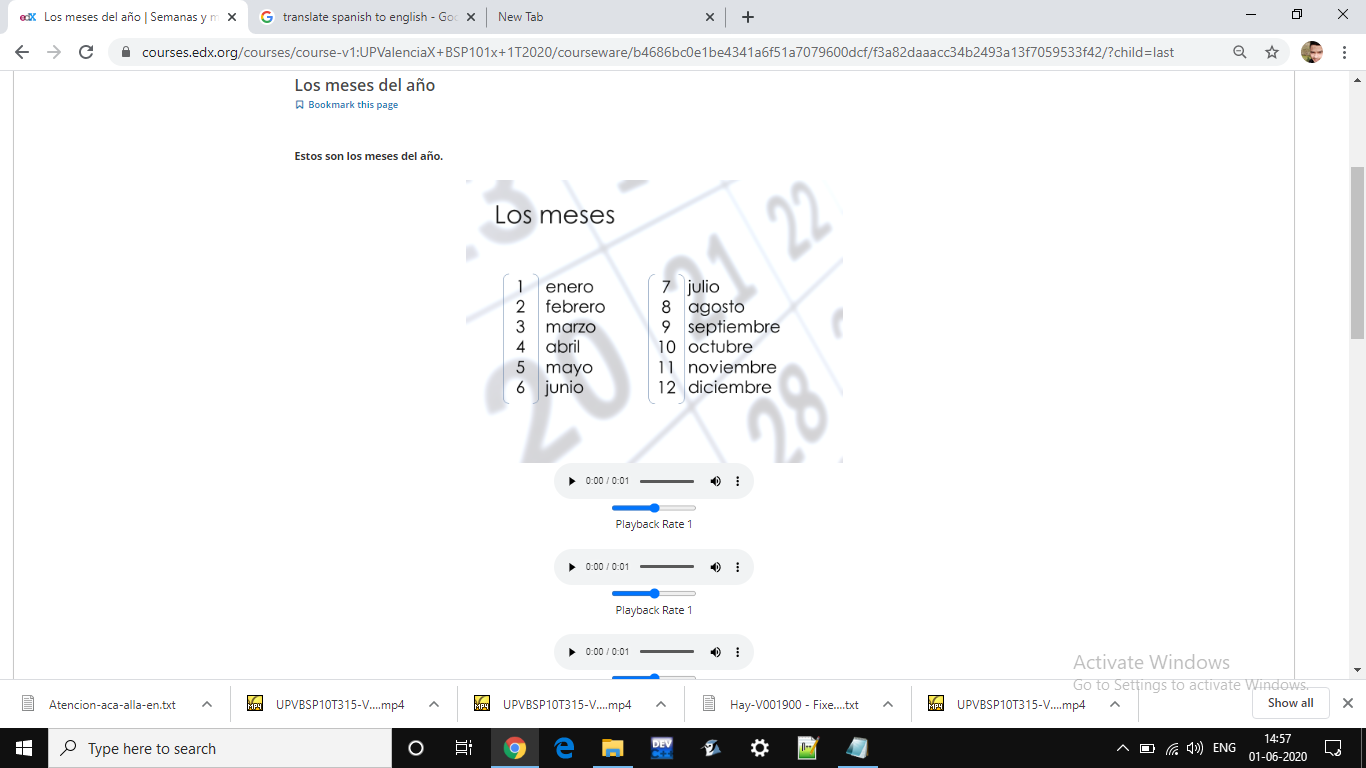 Los meses del año | Semanas y m
translate spanish to english - Goo
New Tab
courses.edx.org/courses/course-v1:UPValenciaX+BSP101x+1T2020/courseware/b4686bc0e1be4341a6f51a7079600dcf/f3a82daaacc34b2493a13f7059533f42/?child=last
Los meses del año
Bookmark this page
Estos son los meses del año.
Los meses
1 enero
2 febrero
3 marzo
4 abril
5 mayo
6 junio
7 julio
8 agosto
9 septiembre
10 octubre
11 noviembre
12 diciembre
20
21
22
28
0:00 / 0:01
Playback Rate 1
0:00 / 0:01
Playback Rate 1
0:00 / 0:01
Activate Windows
Go to Settings to activate Windows.
Atencion-aca-alla-en.txt
UPVBSP10T315-V....mp4
UPVBSP10T315-V....mp4
Hay-V001900 - Fixe....txt
UPVBSP10T315-V....mp4
Show all
Type here to search
DEV
ENG
14:57
01-06-2020